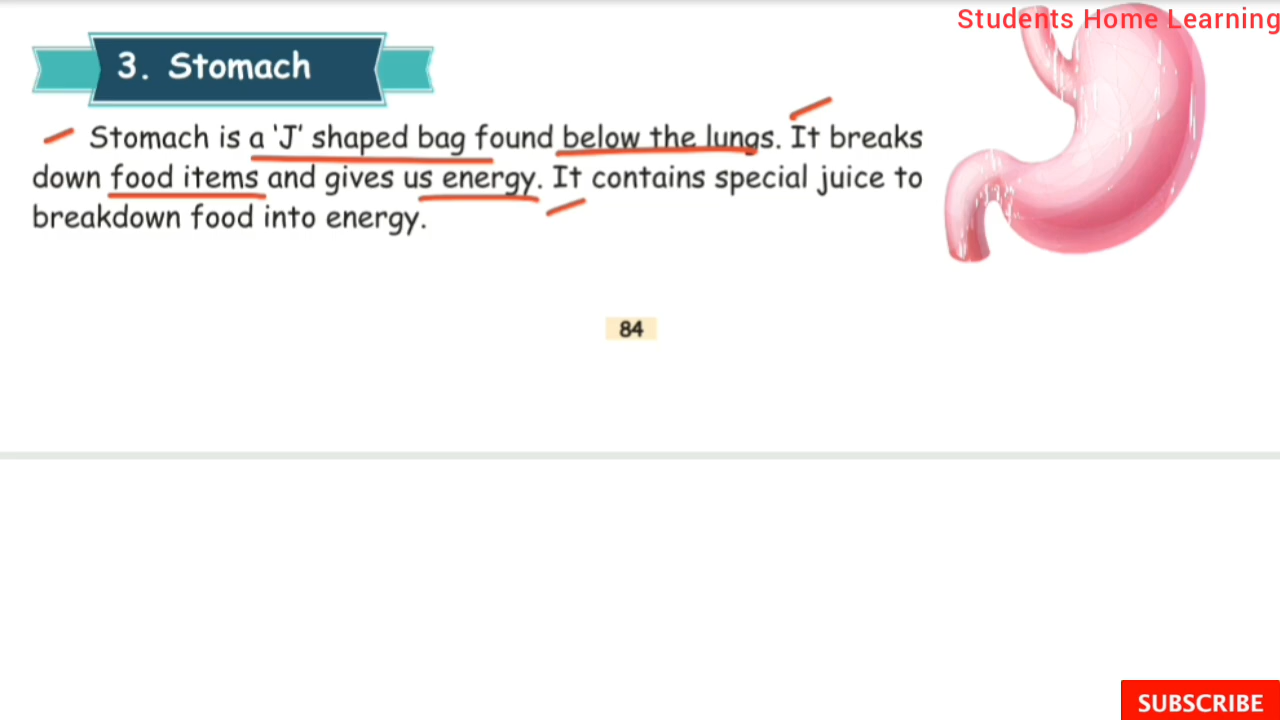 Students Home Learning
3. Stomach
Stomach is a 'J' shaped bag found below the lungs. It breaks
down food items and gives us energy. It contains special juice to
breakdown food into energy.
84
SUBSCRIBE